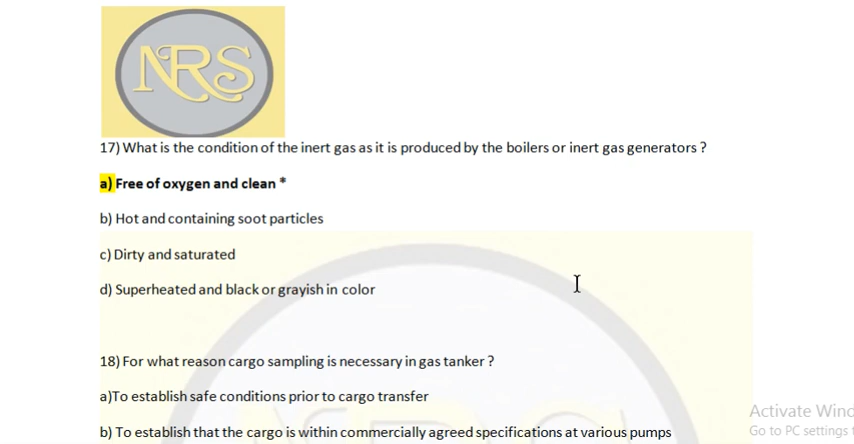 NRS
17) What is the condition of the inert gas as it is produced by the boilers or inert gas generators ?
a) Free of oxygen and clean *
b) Hot and containing soot particles
c) Dirty and saturated
d) Superheated and black or grayish in color
18) For what reason cargo sampling is necessary in gas tanker ?
a)To establish safe conditions prior to cargo transfer
b) To establish that the cargo is within commercially agreed specifications at various pumps
Activate Wind
Go to PC settings t